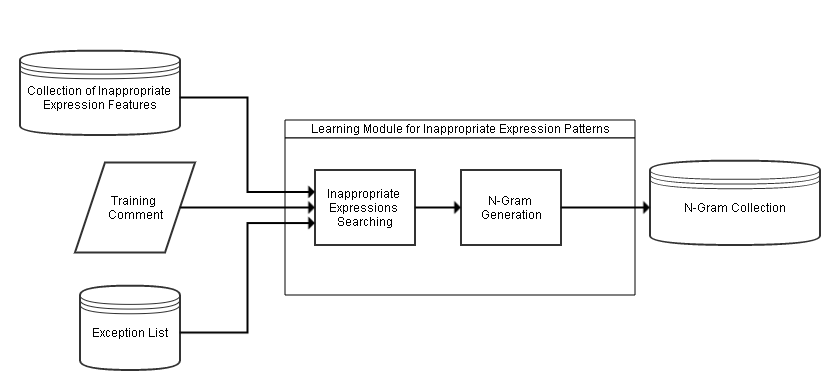 Collection of Inappropriate
Expression Features
Learning Module for Inappropriate Expression Patterns
Training
Comment
Inappropriate
Expressions
Searching
N-Gram
Generation
N-Gram Collection
Exception List